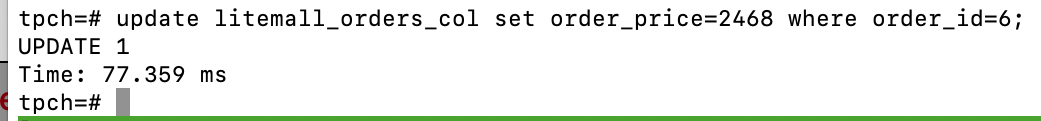 tpch=# update litemall_orders_col set order_price=2468 where order_id=6;
UPDATE 1
Time: 77.359 ms
tpch=#